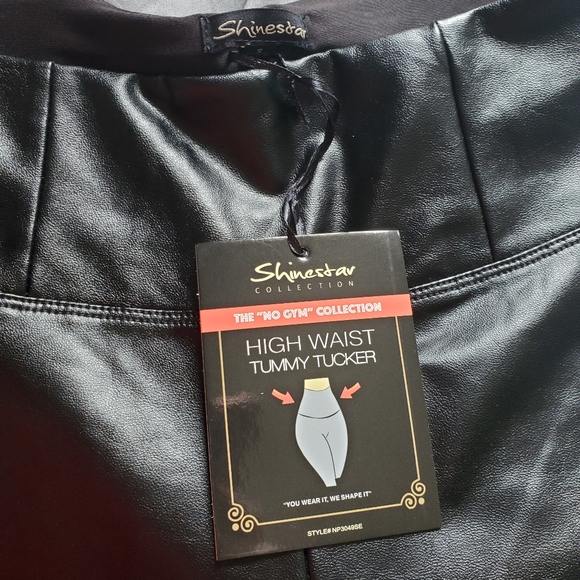 Shinestar
Shinestar
COLLECTION
THE "NO GYM" COLLECTION
HIGH WAIST
TUMMY TUCKER
"YOU WEAR IT, WE SHAPE IT"
STYLE# NP3049SE